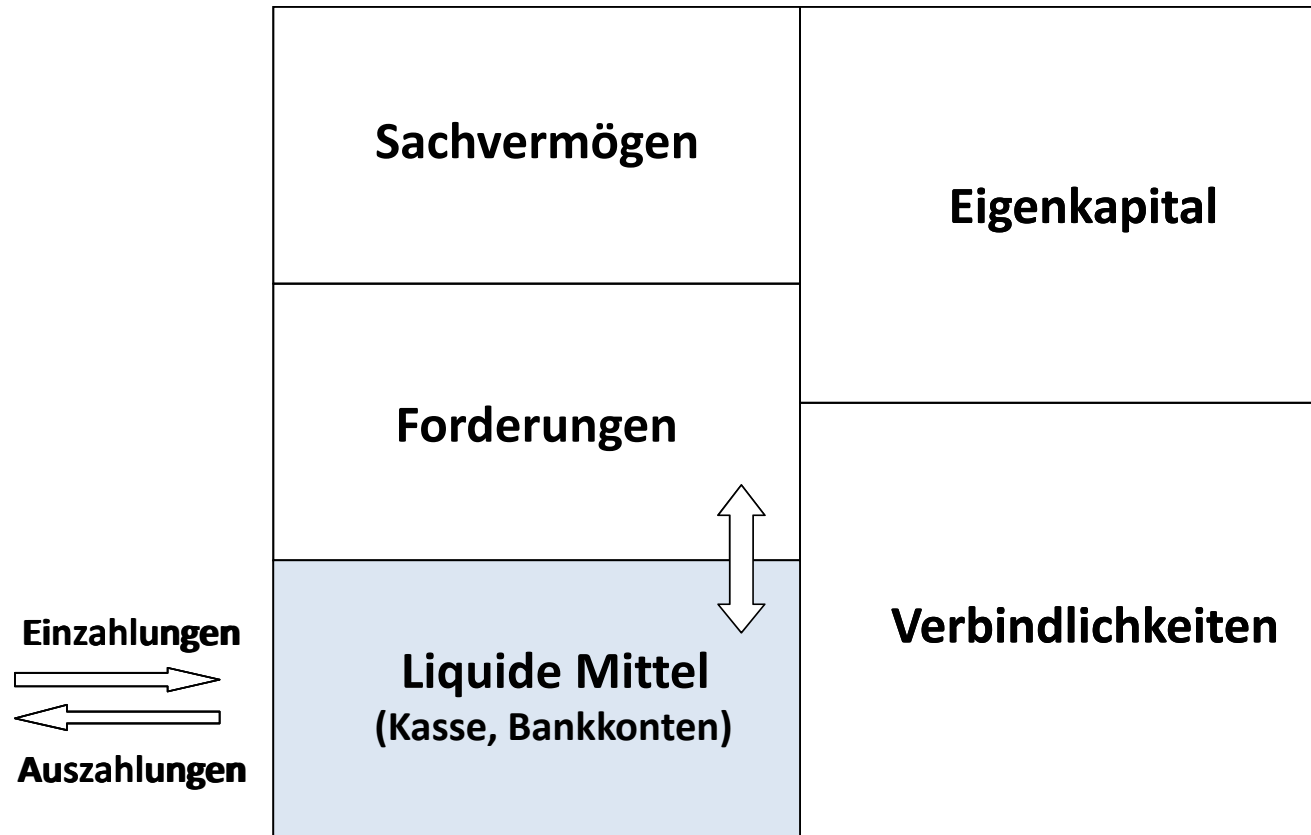 Sachvermögen
Eigenkapital
Forderungen
Einzahlungen
Verbindlichkeiten
Liquide Mittel
(Kasse, Bankkonten)
Auszahlungen